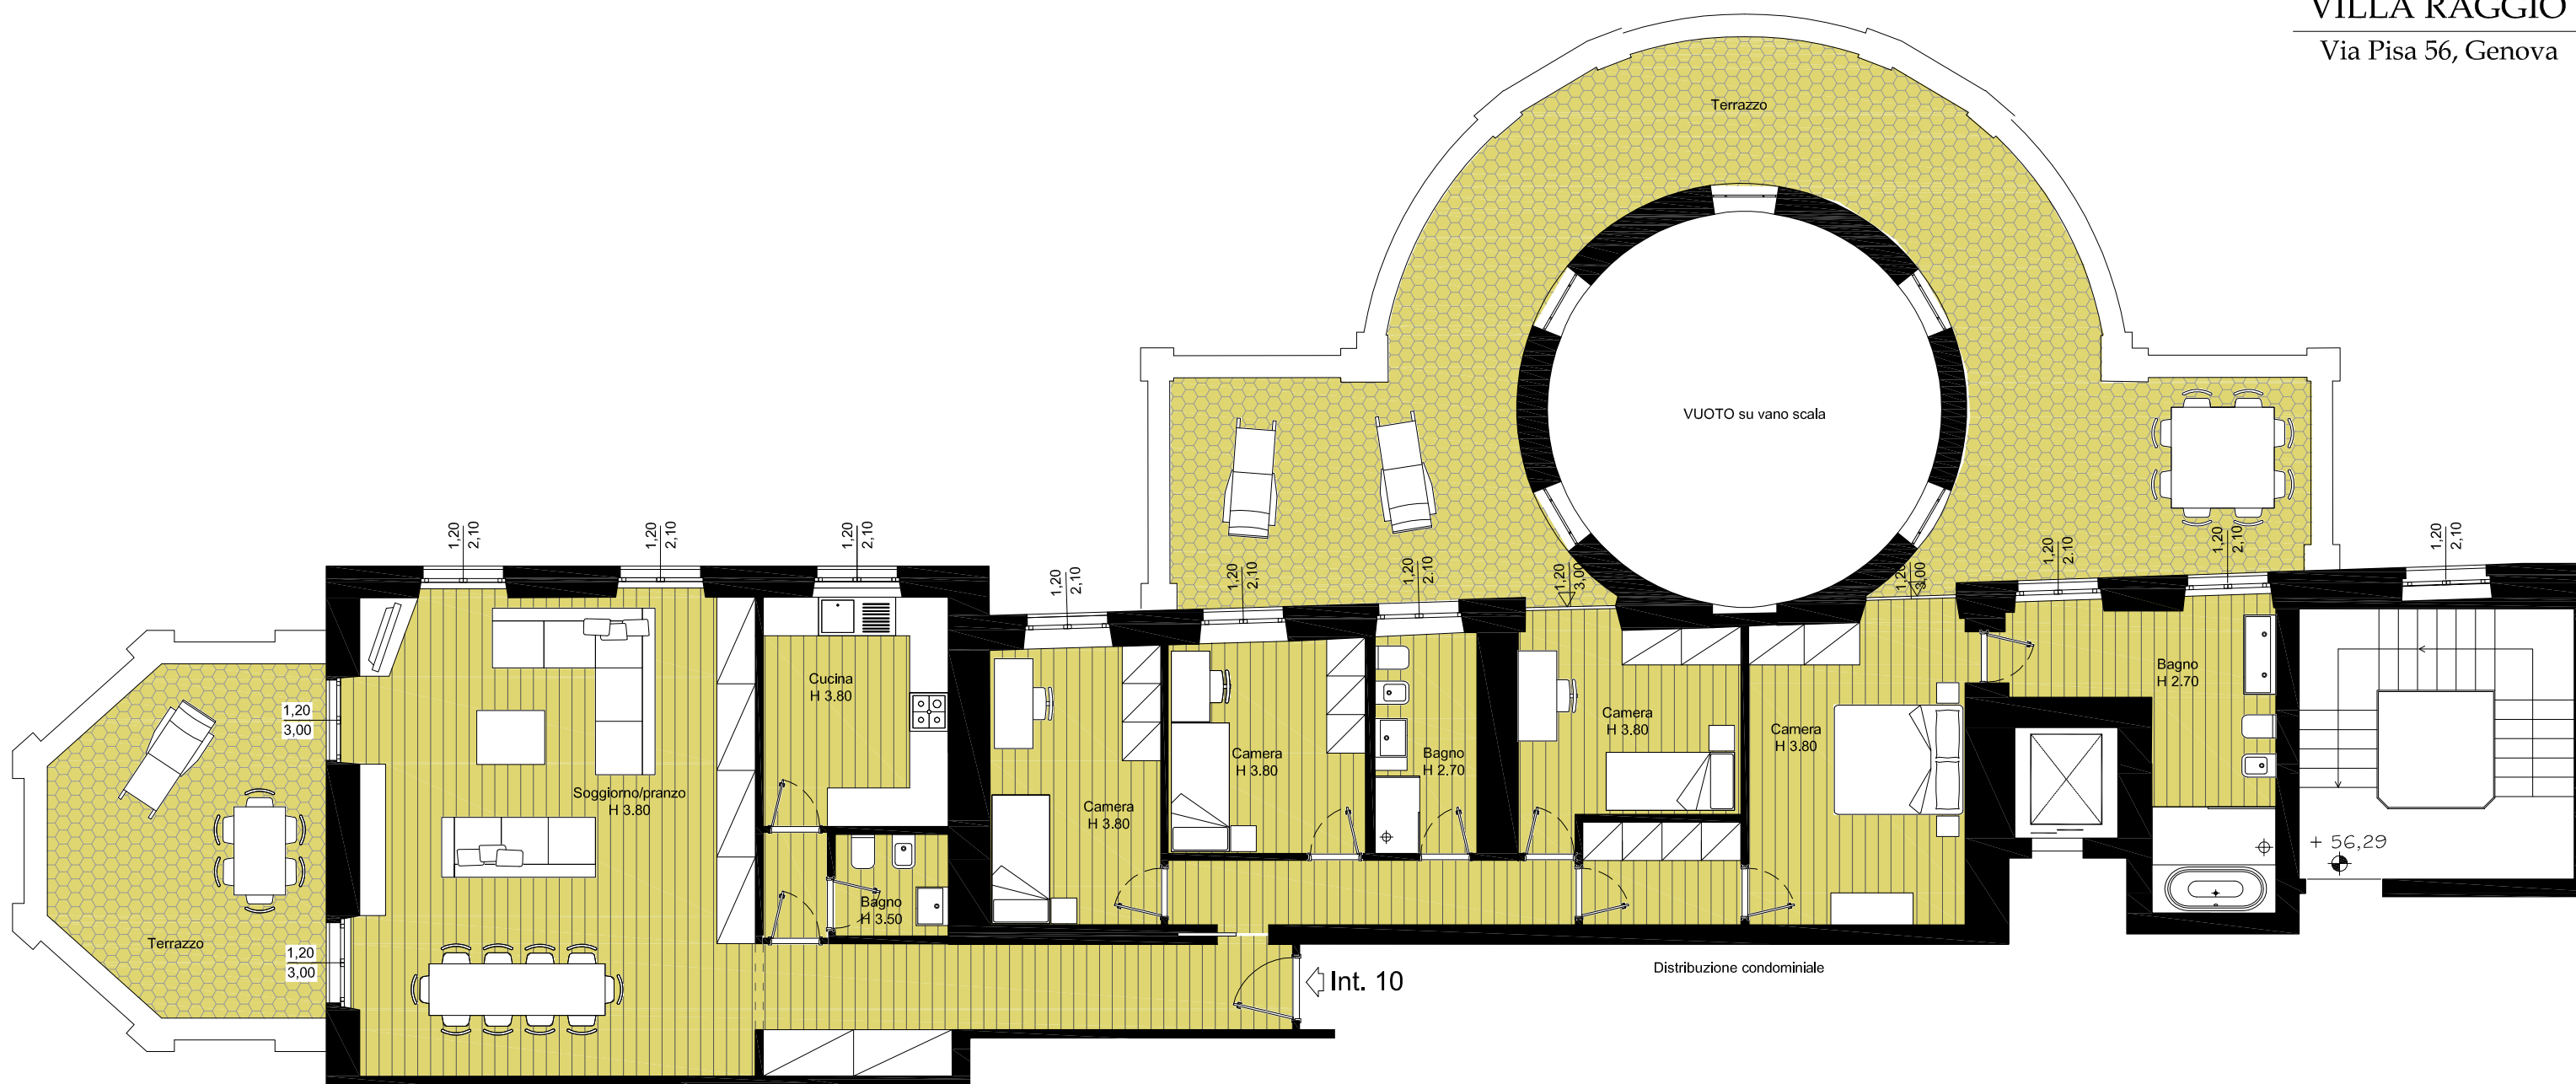 VILLA RAGGIO
Via Pisa 56, Genova
Terrazzo
VUOTO su vano scala
1,20
2,10
1,20
2,10
1,20
2,10
1,20
2,10
1,20
2,10
1,20
2.10
1,20
3,00
1,20
3,00
1,20
2.10
1,20
2,10
1,20
2,10
Cucina
H 3.80
Bagno
H 2.70
1,20
3,00
Soggiorno/pranzo
H 3.80
Camera
H 3.80
Camera
H 3.80
Bagno
H 2.70
Camera
H 3.80
Camera
H 3.80
+ 56,29
Bagno
H 3.50
Terrazzo
1,20
3,00
Int. 10
Distribuzione condominiale